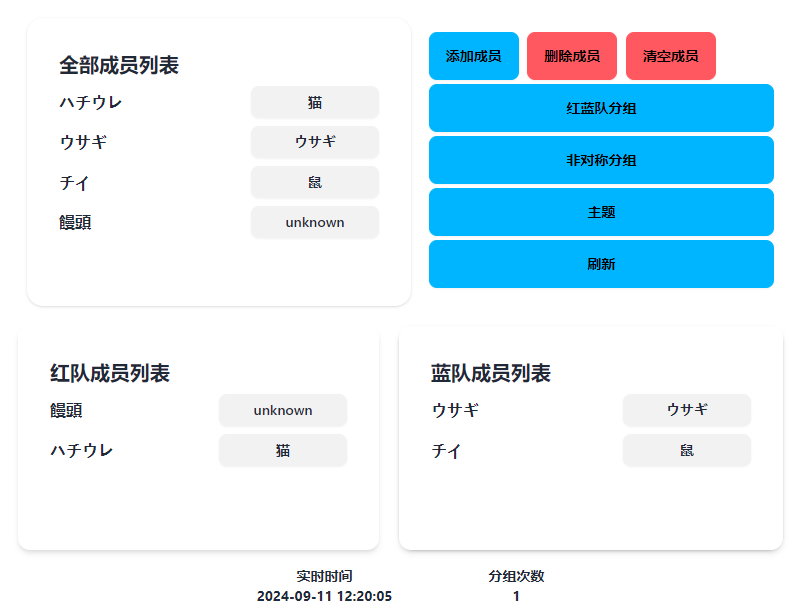 全部成员列表
ハチウレ 猫
ウサギ ウサギ
チイ 鼠
饅頭 unknown
添加成员 删除成员 清空成员
红蓝队分组
非对称分组
主题
刷新
红队成员列表
饅頭 unknown
ハチウレ 猫
蓝队成员列表
ウサギ ウサギ
チイ 鼠
实时时间
2024-09-11 12:20:05
分组次数
1